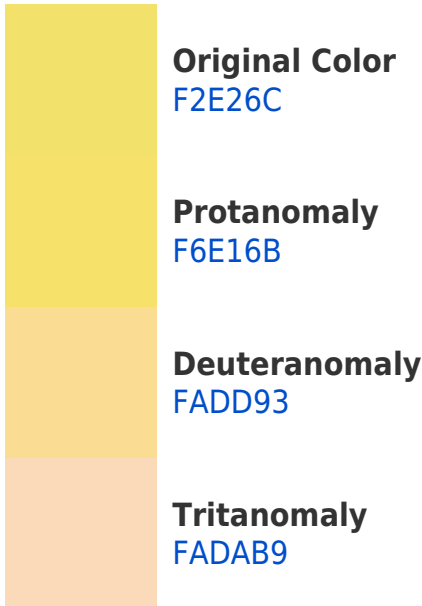 Original Color
F2E26C
Protanomaly
F6E16B
Deuteranomaly
FADD93
Tritanomaly
FADAB9